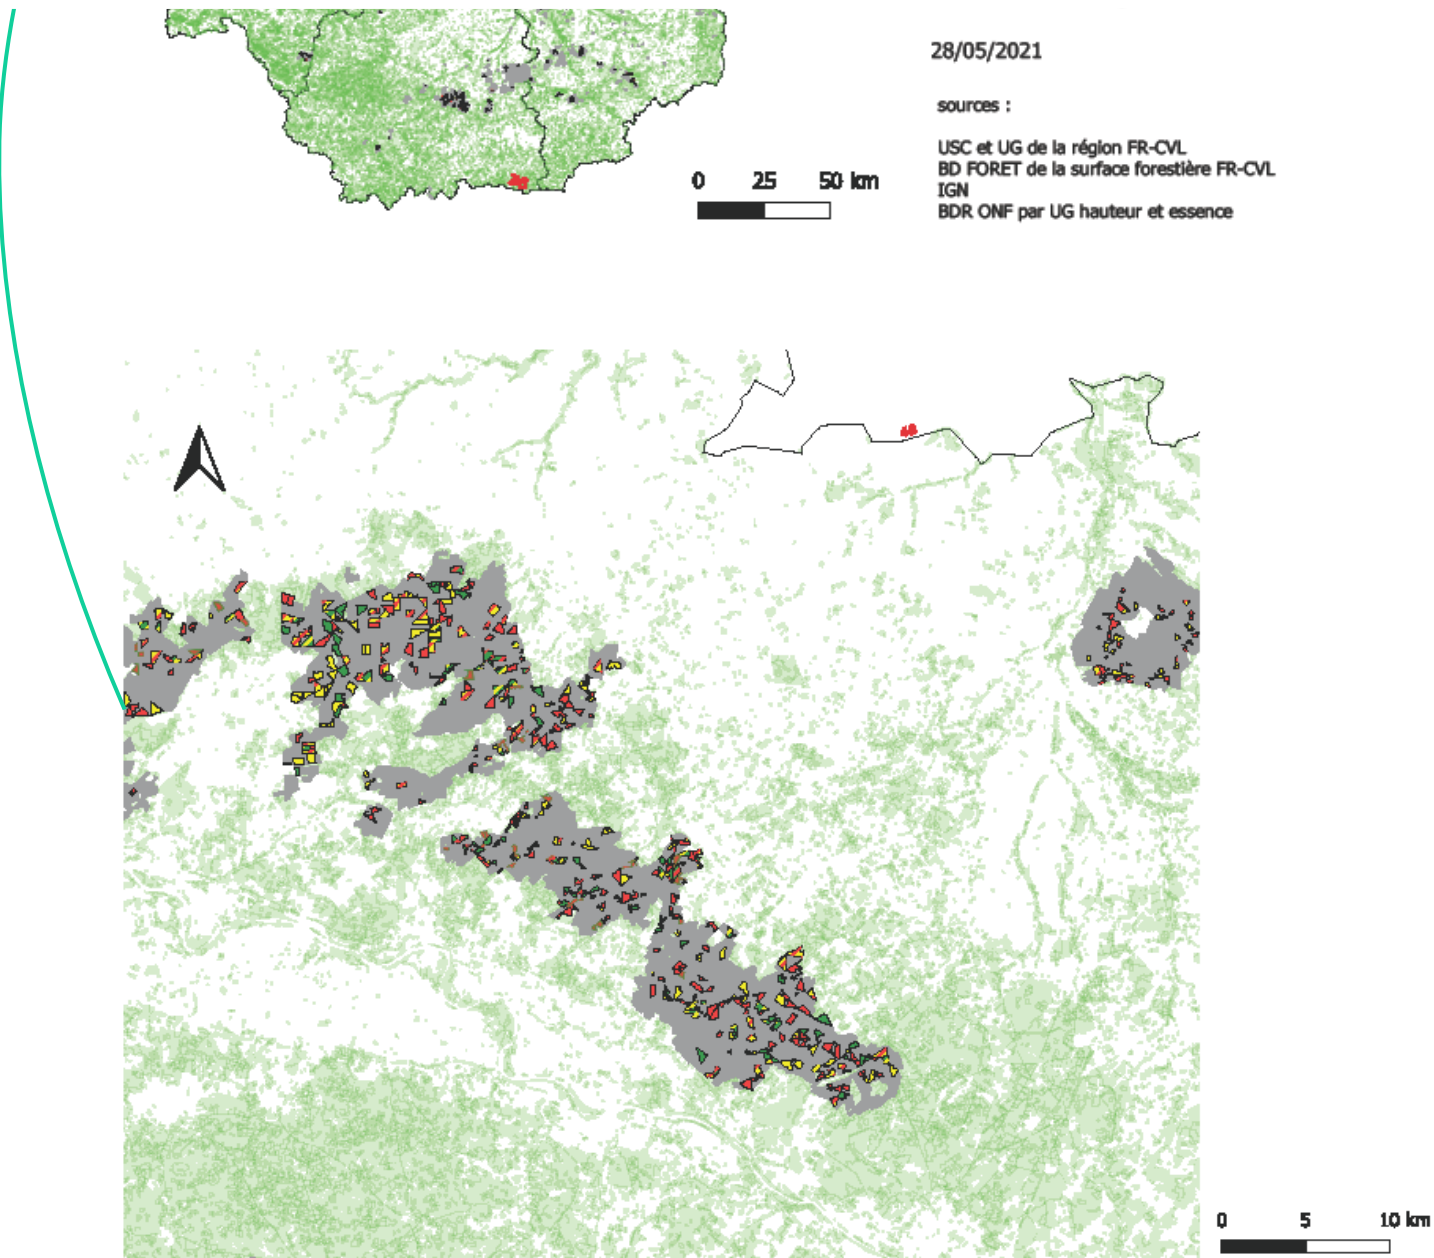 28/05/2021
sources :
USC et UG de la région FR-CVL
BD FORET de la surface forestière FR-CVL
IGN
BDR ONF par UG hauteur et essence
0 25 50 km
0 5 10 km